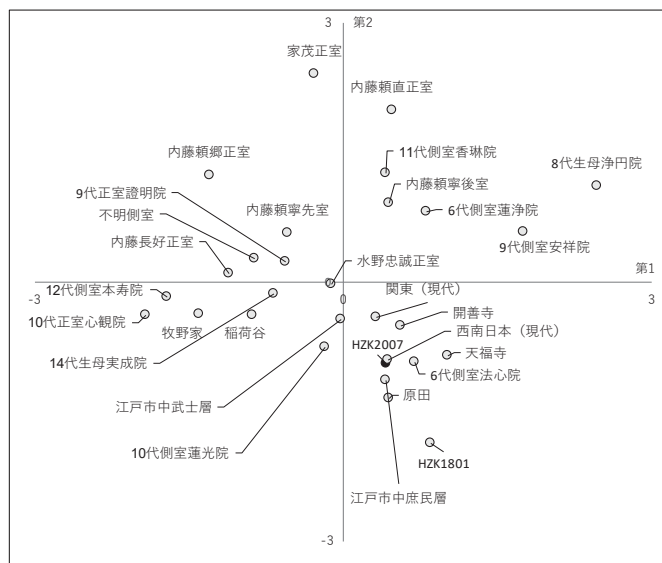 3
第2
家茂正室
内藤頼直正室
11代側室香琳院
8代生母浄円院
内藤頼郷正室
9代正室證明院
内藤頼寧後室
不明側室
内藤頼寧先室
6代側室蓮浄院
内藤長好正室
9代側室安祥院
水野忠誠正室
第1
-3
0
0
3
12代側室本寿院
関東（現代）
10代正室心観院
牧野家
稲荷谷
開善寺
西南日本（現代）
HZK2007
天福寺
14代生母実成院
6代側室法心院
江戸市中武士層
原田
10代側室蓮光院
HZK1801
江戸市中庶民層
-3